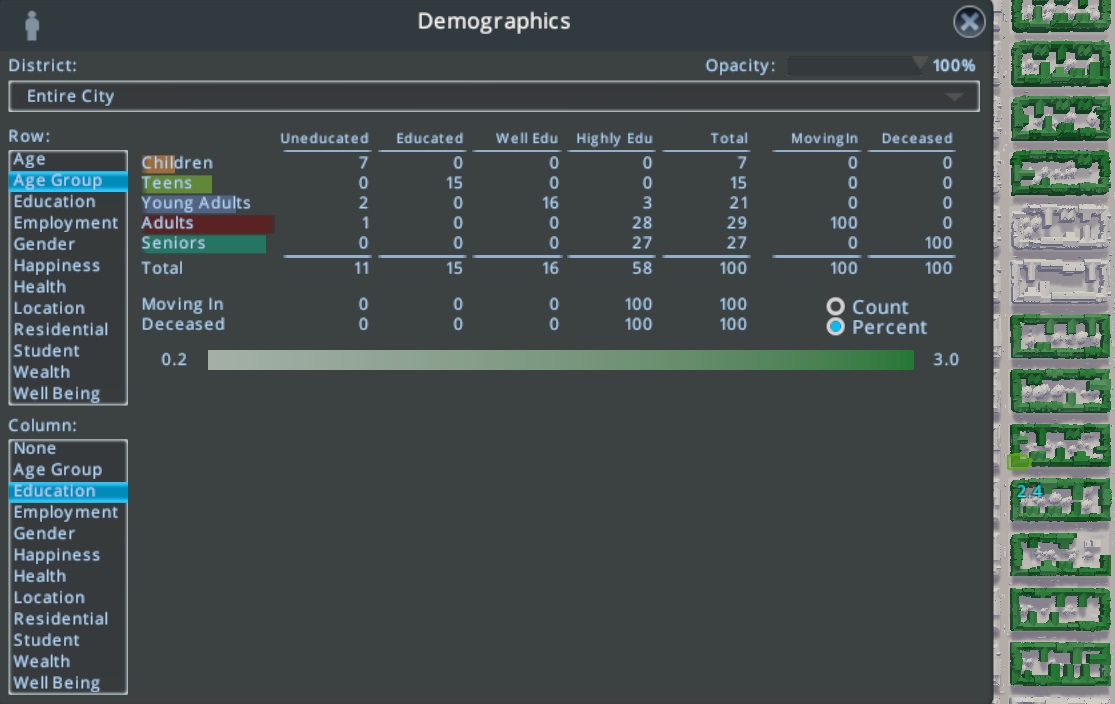 Demographics
District:
Opacity: 100%
Entire City
Row:
Age
Age Group
Education
Employment
Gender
Happiness
Health
Location
Residential
Student
Wealth
Well Being
Uneducated Educated Well Edu Highly Edu Total MovingIn Deceased
Children 7 0 0 0 7 0 0
Teens 0 15 0 0 15 0 0
Young Adults 2 0 16 3 21 0 0
Adults 1 0 0 28 29 100 0
Seniors 0 0 0 27 27 0 100
Total 11 15 16 58 100 100 100
Moving In 0 0 0 100 100
Deceased 0 0 0 100 100
Count
Percent
0.2 3.0
Column:
None
Age Group
Education
Employment
Gender
Happiness
Health
Location
Residential
Student
Wealth
Well Being
2.4